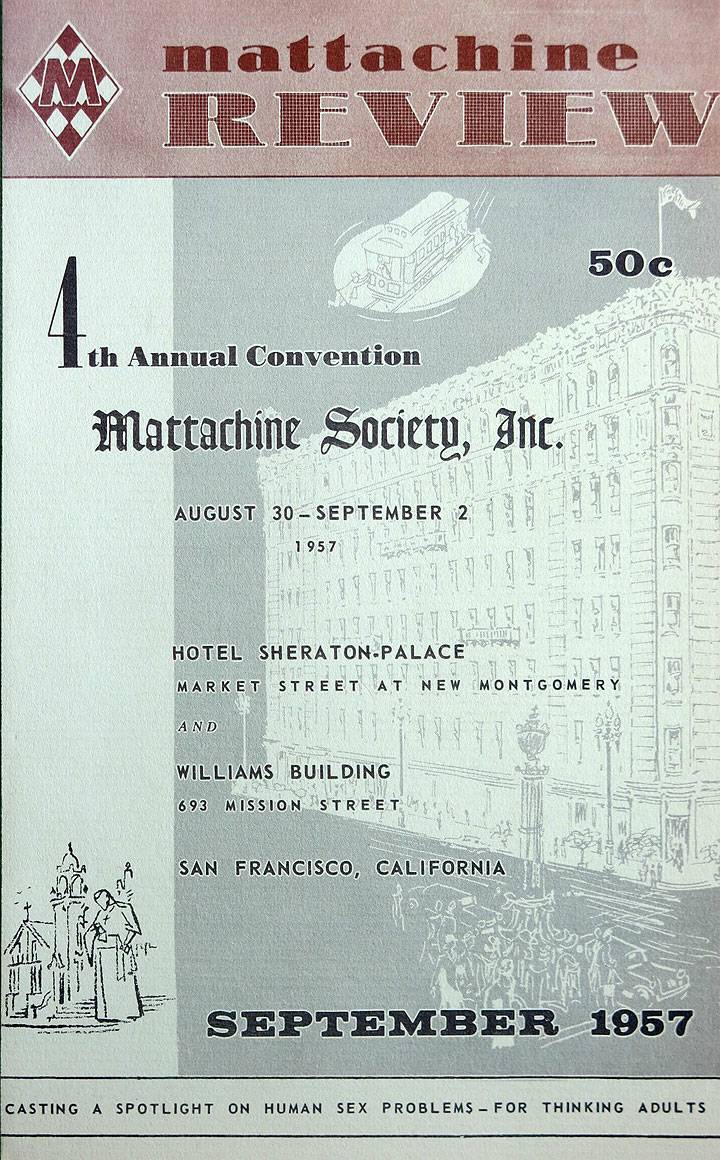 M
mattachine
REVIEW
50c
4th Annual Convention
Mattachine Society, Inc.
AUGUST 30–SEPTEMBER 2
1957
HOTEL SHERATON-PALACE
MARKET STREET AT NEW MONTGOMERY
AND
WILLIAMS BUILDING
693 MISSION STREET
SAN FRANCISCO, CALIFORNIA
SEPTEMBER 1957
CASTING A SPOTLIGHT ON HUMAN SEX PROBLEMS–FOR THINKING ADULTS